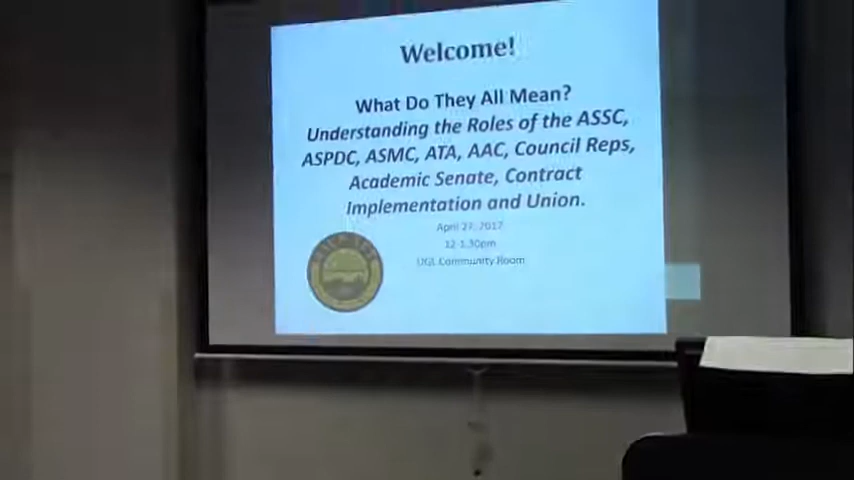 Welcome!
What Do They All Mean?
Understanding the Roles of the ASSC,
ASPDC, ASMC, ATA, AAC, Council Reps,
Academic Senate, Contract
Implementation and Union.
April 27, 2017
12-1:30pm
UGL Community Room